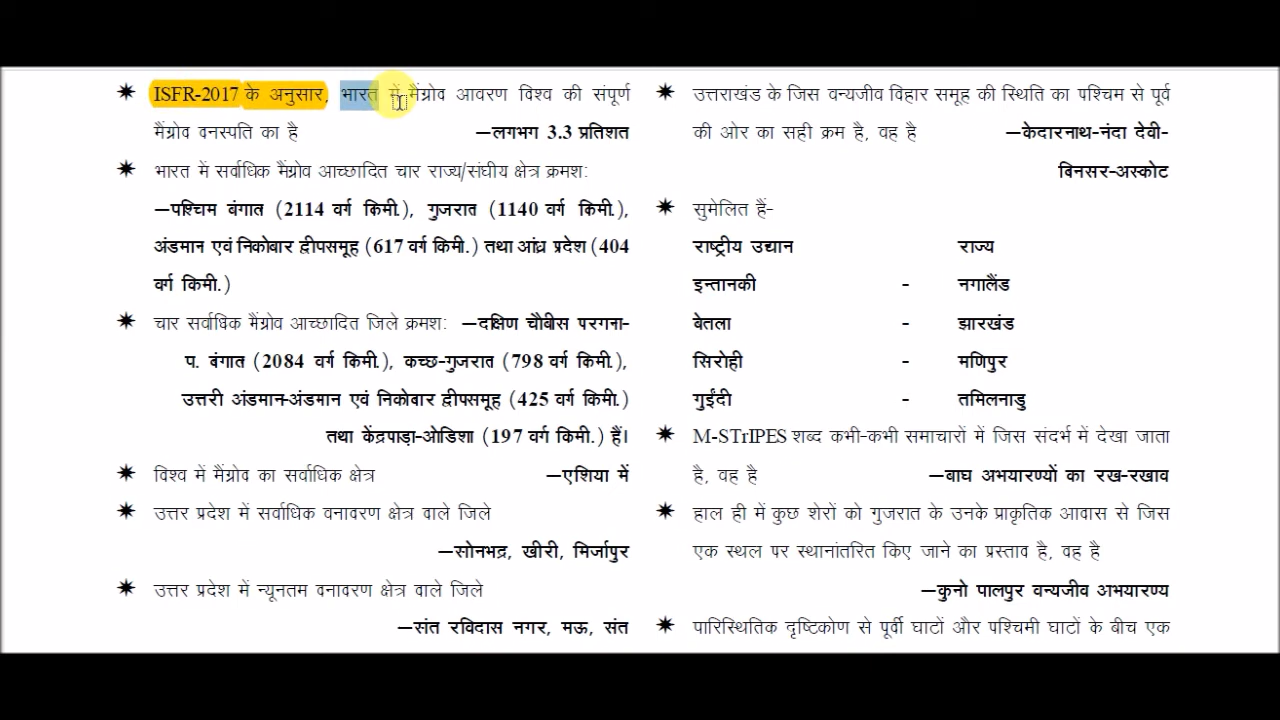 ✷ ISFR-2017 के अनुसार, भारत में मैंग्रोव आवरण विश्व की संपूर्ण
मैंग्रोव वनस्पति का है –लगभग 3.3 प्रतिशत
✷ भारत में सर्वाधिक मैंग्रोव आच्छादित चार राज्य/संघीय क्षेत्र क्रमश:
–पश्चिम बंगात (2114 वर्ग किमी.), गुजरात (1140 वर्ग किमी.),
अंडमान एवं निकोबार द्वीपसमूह (617 वर्ग किमी.) तथा आंध्र प्रदेश (404
वर्ग किमी.)
✷ चार सर्वाधिक मैंग्रोव आच्छादित जिले क्रमश: –दक्षिण चौबीस परगना-
प. बंगात (2084 वर्ग किमी.), कच्छ-गुजरात (798 वर्ग किमी.),
उत्तरी अंडमान-अंडमान एवं निकोवार द्वीपसमूह (425 वर्ग किमी.)
तथा केंद्रपाड़ा-ओडिशा (197 वर्ग किमी.) हैं।
✷ विश्व में मैंग्रोव का सर्वाधिक क्षेत्र –एशिया में
✷ उत्तर प्रदेश में सर्वाधिक वनावरण क्षेत्र वाले जिले
–सोनभद्र, खीरी, मिर्जापुर
✷ उत्तर प्रदेश में न्यूनतम वनावरण क्षेत्र वाले जिले
–संत रविदास नगर, मऊ, संत
✷ उत्तराखंड के जिस वन्यजीव विहार समूह की स्थिति का पश्चिम से पूर्व
की ओर का सही क्रम है, वह है –केदारनाथ-नंदा देवी-
बिनसर-अस्कोट
✷ सुमेलित हैं-
राष्ट्रीय उद्यान राज्य
इन्तानकी - नगालैंड
बेतला - झारखंड
सिरोही - मणिपुर
गुइंदी - तमिलनाडु
✷ M-STrIPES शब्द कभी-कभी समाचारों में जिस संदर्भ में देखा जाता
है, वह है –बाघ अभयारण्यों का रख-रखाव
✷ हाल ही में कुछ शेरों को गुजरात के उनके प्राकृतिक आवास से जिस
एक स्थल पर स्थानांतरित किए जाने का प्रस्ताव है, वह है
–कुनो पालपुर वन्यजीव अभयारण्य
✷ पारिस्थितिक दृष्टिकोण से पूर्वी घाटों और पश्चिमी घाटों के बीच एक